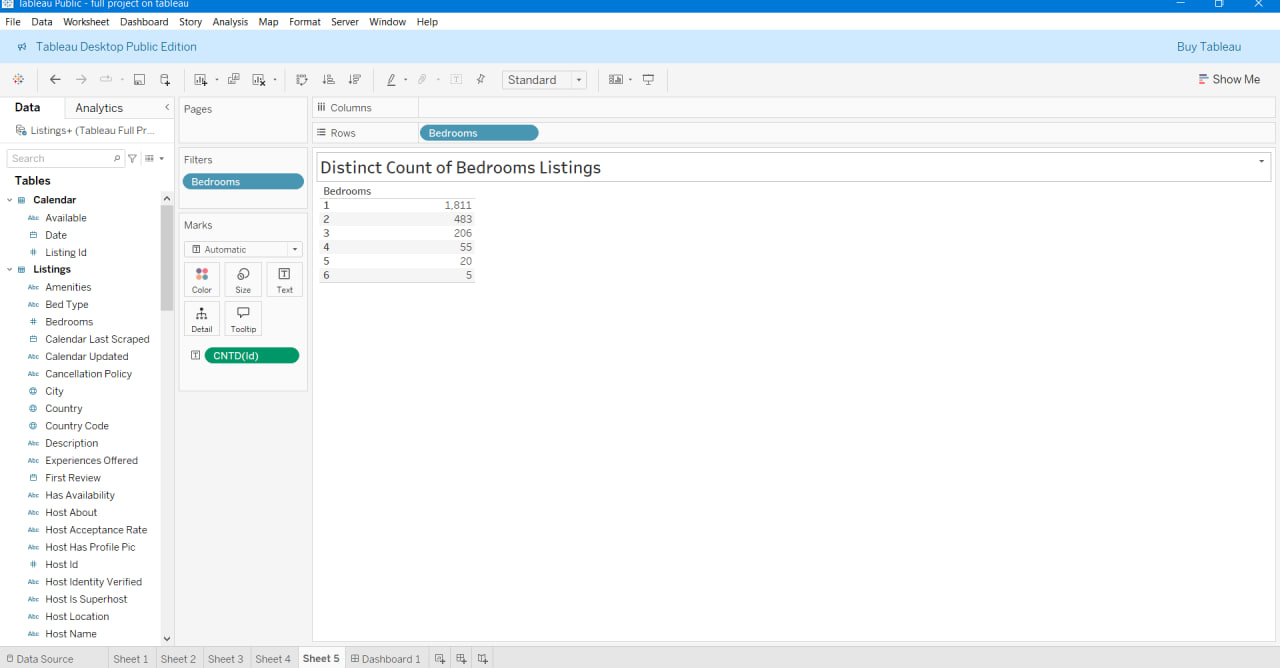 Tableau Public - full project on tableau
File Data Worksheet Dashboard Story Analysis Map Format Server Window Help
Tableau Desktop Public Edition Buy Tableau
Standard Show Me
Data Analytics
Listings+ (Tableau Full Pr...
Search
Tables
Calendar
Abc Available
Date
Listing Id
Listings
Abc Amenities
Abc Bed Type
Bedrooms
Calendar Last Scraped
Abc Calendar Updated
Abc Cancellation Policy
City
Country
Country Code
Abc Description
Abc Experiences Offered
First Review
Abc Has Availability
Abc Host About
Abc Host Acceptance Rate
Abc Host Has Profile Pic
Host Id
Abc Host Identity Verified
Abc Host Is Superhost
Abc Host Location
Abc Host Name
Pages
Filters
Bedrooms
Marks
Automatic
Color Size Text
Detail Tooltip
CNTD(Id)
Columns
Rows Bedrooms
Distinct Count of Bedrooms Listings
Bedrooms
1 1,811
2 483
3 206
4 55
5 20
6 5
Data Source Sheet 1 Sheet 2 Sheet 3 Sheet 4 Sheet 5 Dashboard 1